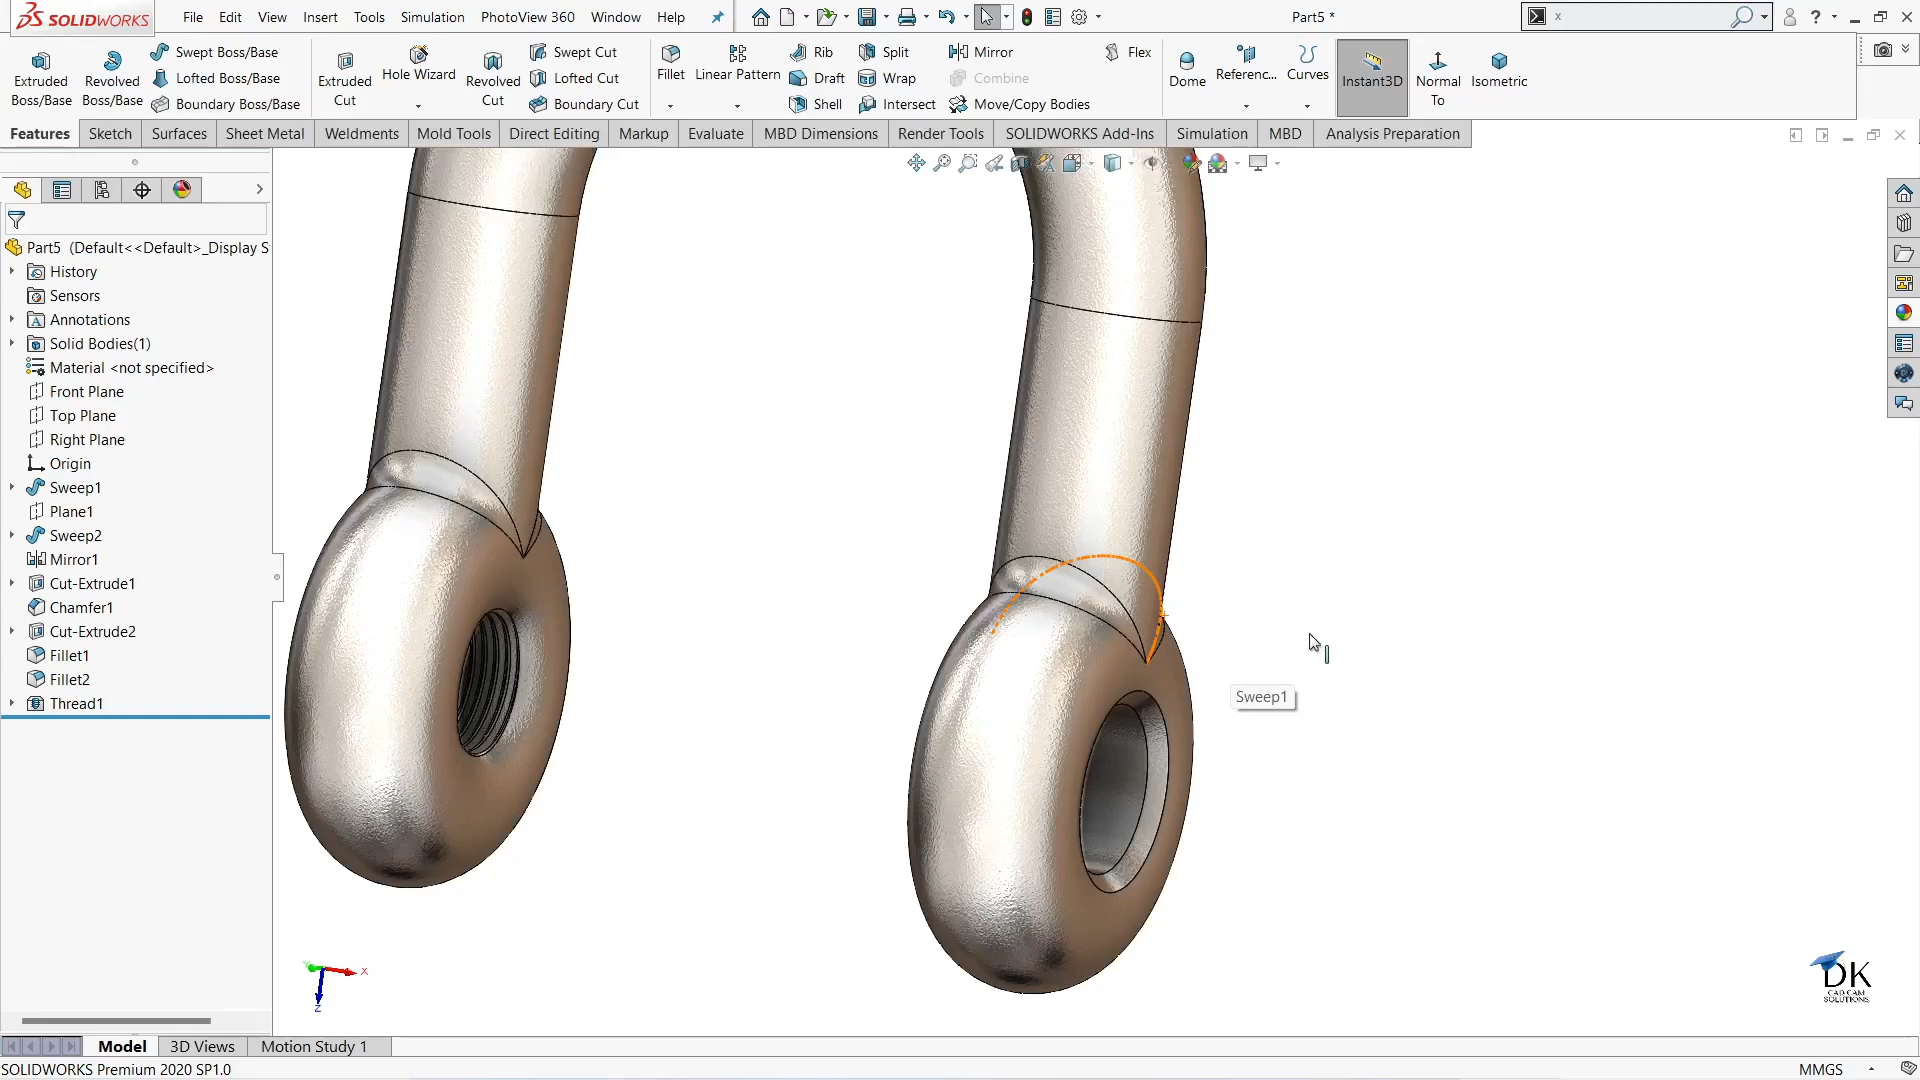 SOLIDWORKS
File Edit View Insert Tools Simulation PhotoView 360 Window Help
Part5 *
x
Extruded Boss/Base
Revolved Boss/Base
Swept Boss/Base
Lofted Boss/Base
Boundary Boss/Base
Extruded Cut
Hole Wizard
Revolved Cut
Swept Cut
Lofted Cut
Boundary Cut
Fillet
Linear Pattern
Rib
Draft
Shell
Split
Wrap
Intersect
Mirror
Combine
Move/Copy Bodies
Flex
Dome
Referenc...
Curves
Instant3D
Normal To
Isometric
Features Sketch Surfaces Sheet Metal Weldments Mold Tools Direct Editing Markup Evaluate MBD Dimensions Render Tools SOLIDWORKS Add-Ins Simulation MBD Analysis Preparation
Part5 (Default<<Default>_Display S
History
Sensors
Annotations
Solid Bodies(1)
Material <not specified>
Front Plane
Top Plane
Right Plane
Origin
Sweep1
Plane1
Sweep2
Mirror1
Cut-Extrude1
Chamfer1
Cut-Extrude2
Fillet1
Fillet2
Thread1
Sweep1
X
Z
DK
CAD CAM
SOLUTIONS
Model 3D Views Motion Study 1
SOLIDWORKS Premium 2020 SP1.0
MMGS